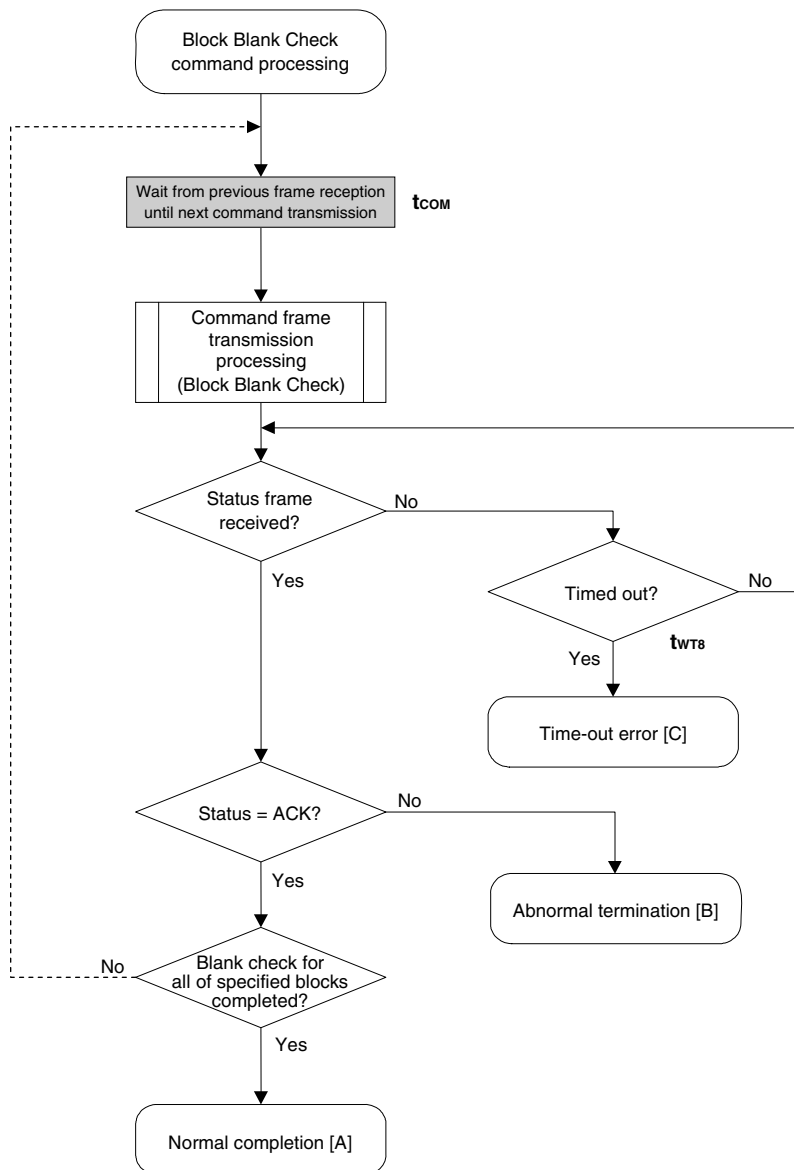 Block Blank Check
command processing
Wait from previous frame reception
until next command transmission
tCOM
Command frame
transmission
processing
(Block Blank Check)
Status frame
received?
No
Yes
Timed out?
No
tWT8
Yes
Time-out error [C]
Status = ACK?
No
Yes
Abnormal termination [B]
No
Blank check for
all of specified blocks
completed?
Yes
Normal completion [A]